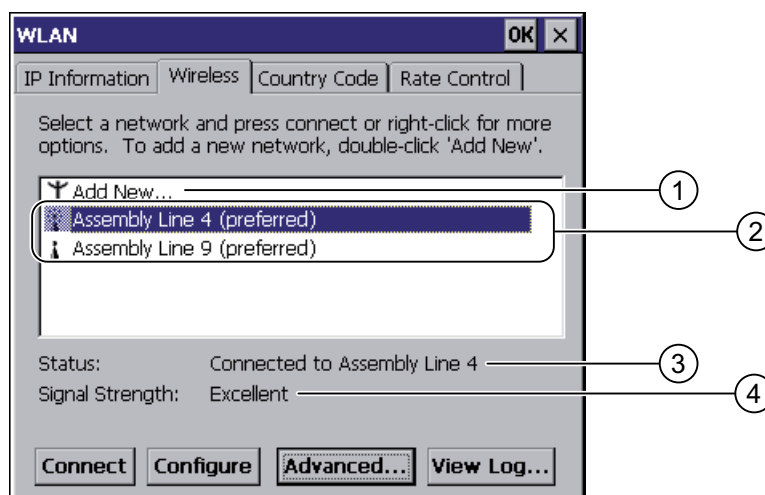 WLAN OK ×
IP Information Wireless Country Code Rate Control
Select a network and press connect or right-click for more
options. To add a new network, double-click 'Add New'.
Add New... 1
Assembly Line 4 (preferred)
2
Assembly Line 9 (preferred)
Status: Connected to Assembly Line 4 3
Signal Strength: Excellent 4
Connect Configure Advanced... View Log...